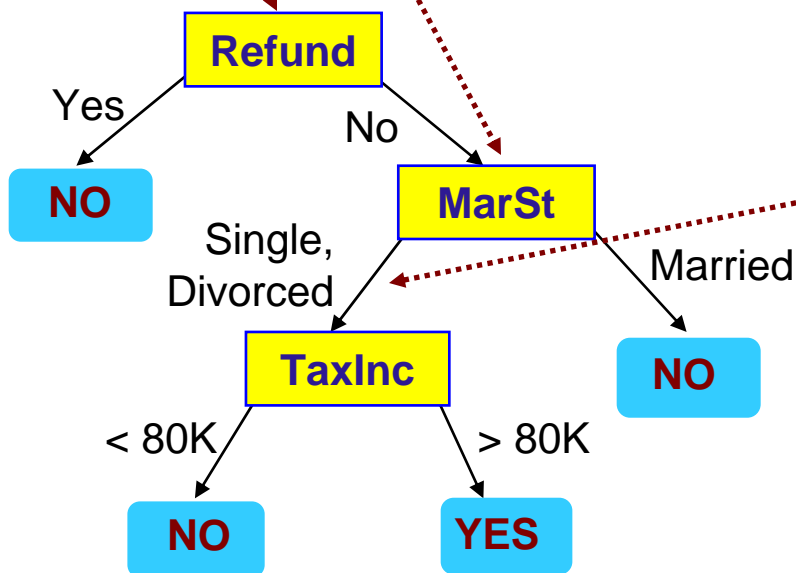 Refund
Yes
No
NO
MarSt
Single,
Divorced
Married
TaxInc
NO
< 80K
> 80K
NO
YES